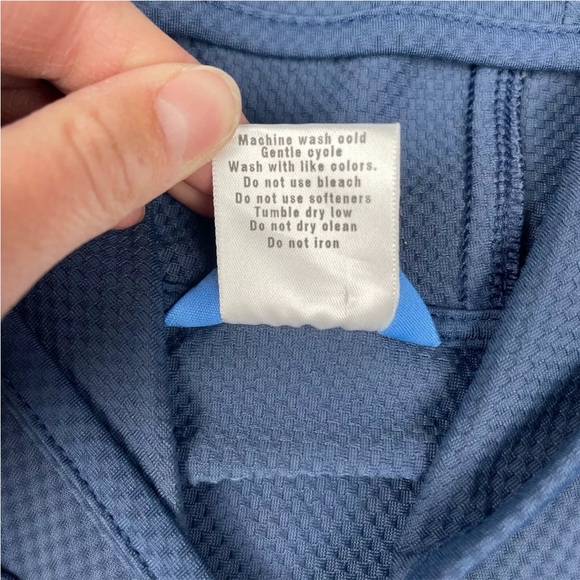 Machine wash cold
Gentle cycle
Wash with like colors.
Do not use bleach
Do not use softeners
Tumble dry low
Do not dry clean
Do not iron